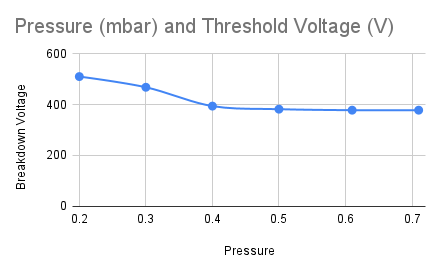 Pressure (mbar) and Threshold Voltage (V)
600
400
200
0
Breakdown Voltage
0.2 0.3 0.4 0.5 0.6 0.7
Pressure